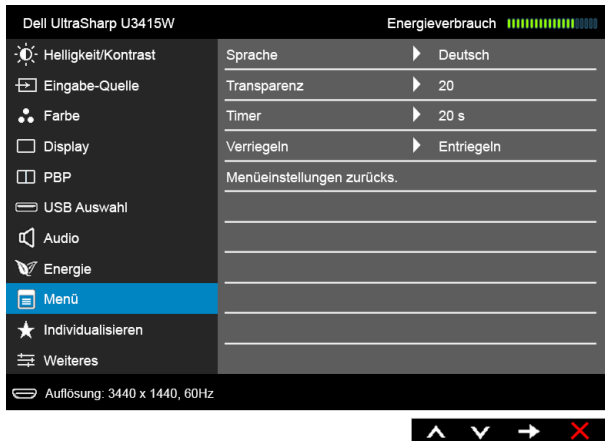 Dell UltraSharp U3415W Energieverbrauch
Helligkeit/Kontrast Sprache Deutsch
Eingabe-Quelle Transparenz 20
Farbe Timer 20 s
Display Verriegeln Entriegeln
PBP Menüeinstellungen zurücks.
USB Auswahl
Audio
Energie
Menü
Individualisieren
Weiteres
Auflösung: 3440 x 1440, 60Hz